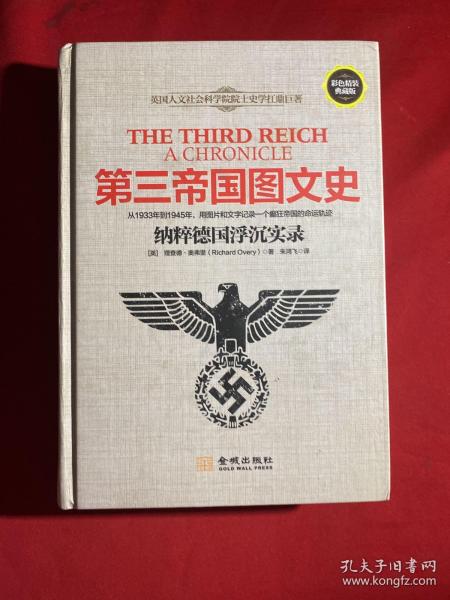 英国人文社会科学院院士史学扛鼎巨著
彩色精装
典藏版
THE THIRD REICH
A CHRONICLE
第三帝国图文史
从1933年到1945年，用图片和文字记录一个癫狂帝国的命运轨迹
纳粹德国浮沉实录
[英] 理查德·奥弗里（Richard Overy）◎著 朱鸿飞◎译
金城出版社
GOLD WALL PRESS
孔夫子旧书网
www.kongfz.com